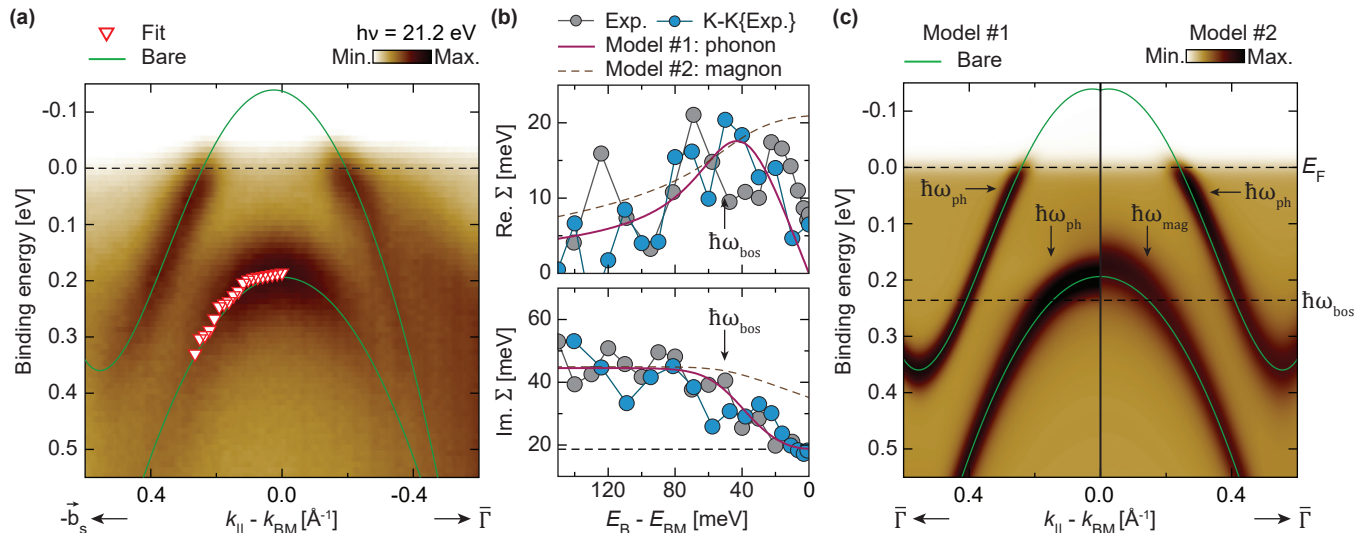 (a)
Fit
Bare
hν = 21.2 eV
Min. Max.
Binding energy [eV]
-0.1
0.0
0.1
0.2
0.3
0.4
0.5
0.4 0.0 -0.4
-b⃗s k|| - kBM [Å⁻¹] Γ̄
(b)
Exp. K-K{Exp.}
Model #1: phonon
Model #2: magnon
Re. Σ [meV]
20
10
0
ħωbos
Im. Σ [meV]
60
40
20
ħωbos
120 80 40 0
EB - EBM [meV]
(c)
Model #1 Model #2
Bare Min. Max.
Binding energy [eV]
-0.1
0.0
0.1
0.2
0.3
0.4
0.5
EF
ħωph ħωph
ħωph ħωmag
ħωbos
0.4 0.0 0.4
Γ̄ k|| - kBM [Å⁻¹] Γ̄